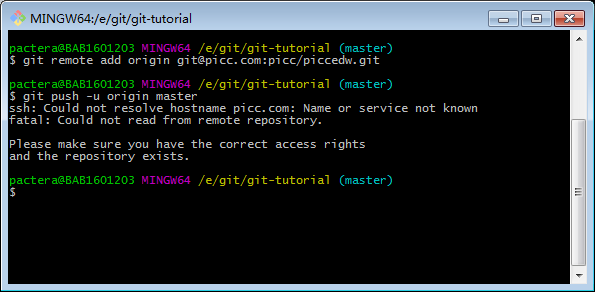 MINGW64:/e/git/git-tutorial
pactera@BAB1601203 MINGW64 /e/git/git-tutorial (master)
$ git remote add origin git@picc.com:picc/piccedw.git
pactera@BAB1601203 MINGW64 /e/git/git-tutorial (master)
$ git push -u origin master
ssh: Could not resolve hostname picc.com: Name or service not known
fatal: Could not read from remote repository.
Please make sure you have the correct access rights
and the repository exists.
pactera@BAB1601203 MINGW64 /e/git/git-tutorial (master)
$